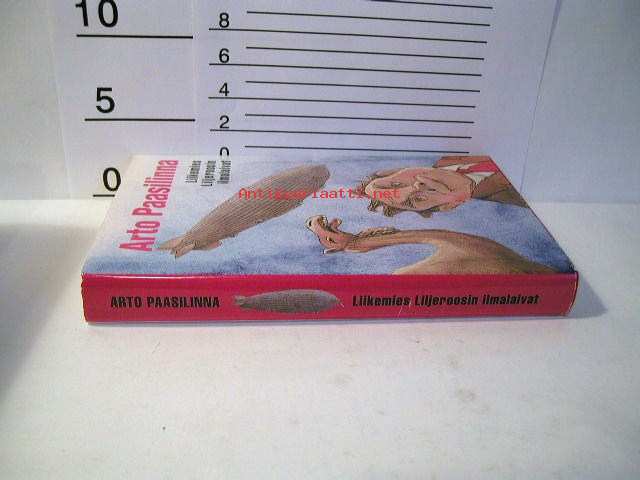 10
5
0
8
6
4
2
0
Arto Paasilinna
Liikemies
Liljeroosin
ilmalaivat
Antikvariaatti.net
ARTO PAASILINNA Liikemies Liljeroosin ilmalaivat